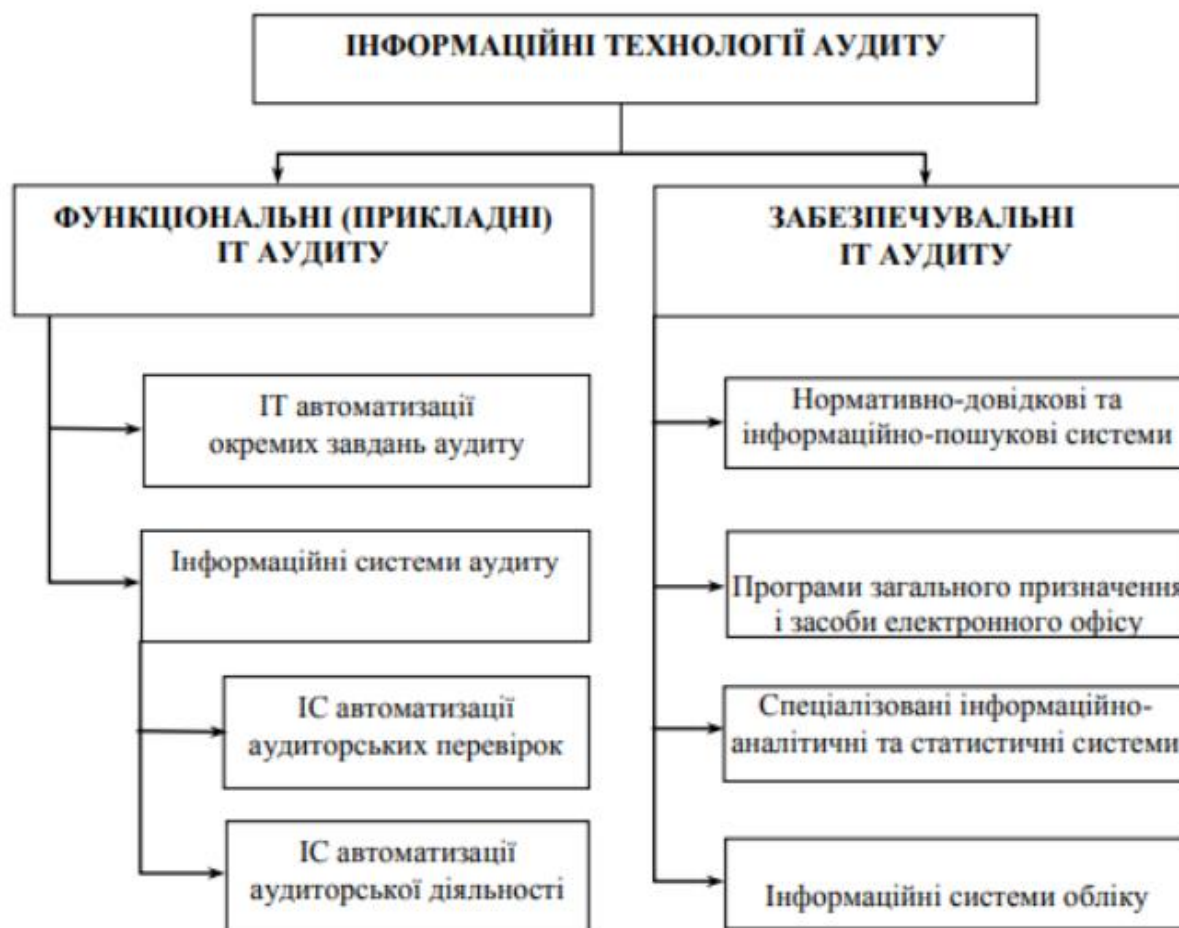 ІНФОРМАЦІЙНІ ТЕХНОЛОГІЇ АУДИТУ
ФУНКЦІОНАЛЬНІ (ПРИКЛАДНІ)
ІТ АУДИТУ
ІТ автоматизації
окремих завдань аудиту
Інформаційні системи аудиту
ІС автоматизації
аудиторських перевірок
ІС автоматизації
аудиторської діяльності
ЗАБЕЗПЕЧУВАЛЬНІ
ІТ АУДИТУ
Нормативно-довідкові та
інформаційно-пошукові системи
Програми загального призначення
і засоби електронного офісу
Спеціалізовані інформаційно-
аналітичні та статистичні системи
Інформаційні системи обліку